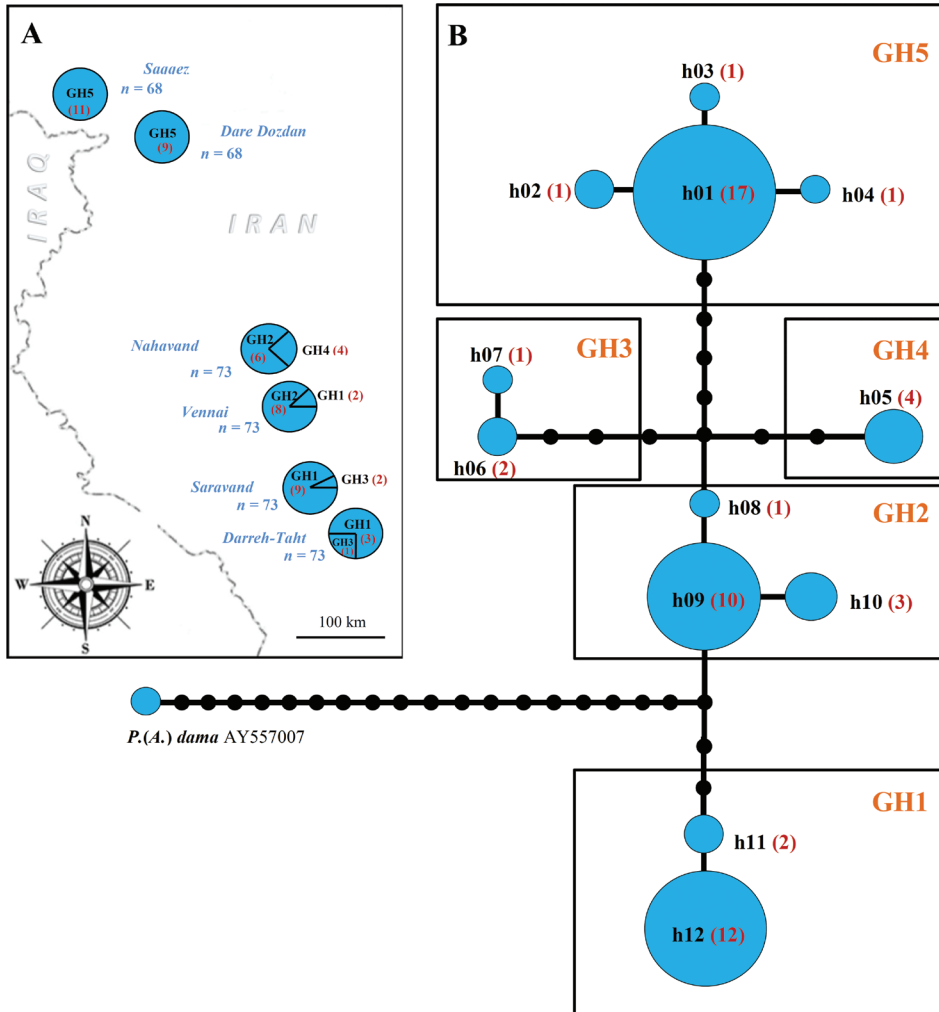 A
Saaaez
n = 68
GH5
(11)
Dare Dozdan
n = 68
GH5
(9)
IRAQ
IRAN
Nahavand
n = 73
GH2
(6)
GH4 (4)
Vennai
n = 73
GH2
(8)
GH1 (2)
Saravand
n = 73
GH1
(9)
GH3 (2)
Darreh-Taht
n = 73
GH1
(3)
GH3
(1)
N
W
E
S
100 km
B
GH5
h03 (1)
h02 (1)
h01 (17)
h04 (1)
GH3
h07 (1)
h06 (2)
GH4
h05 (4)
GH2
h08 (1)
h09 (10)
h10 (3)
P.(A.) dama AY557007
GH1
h11 (2)
h12 (12)